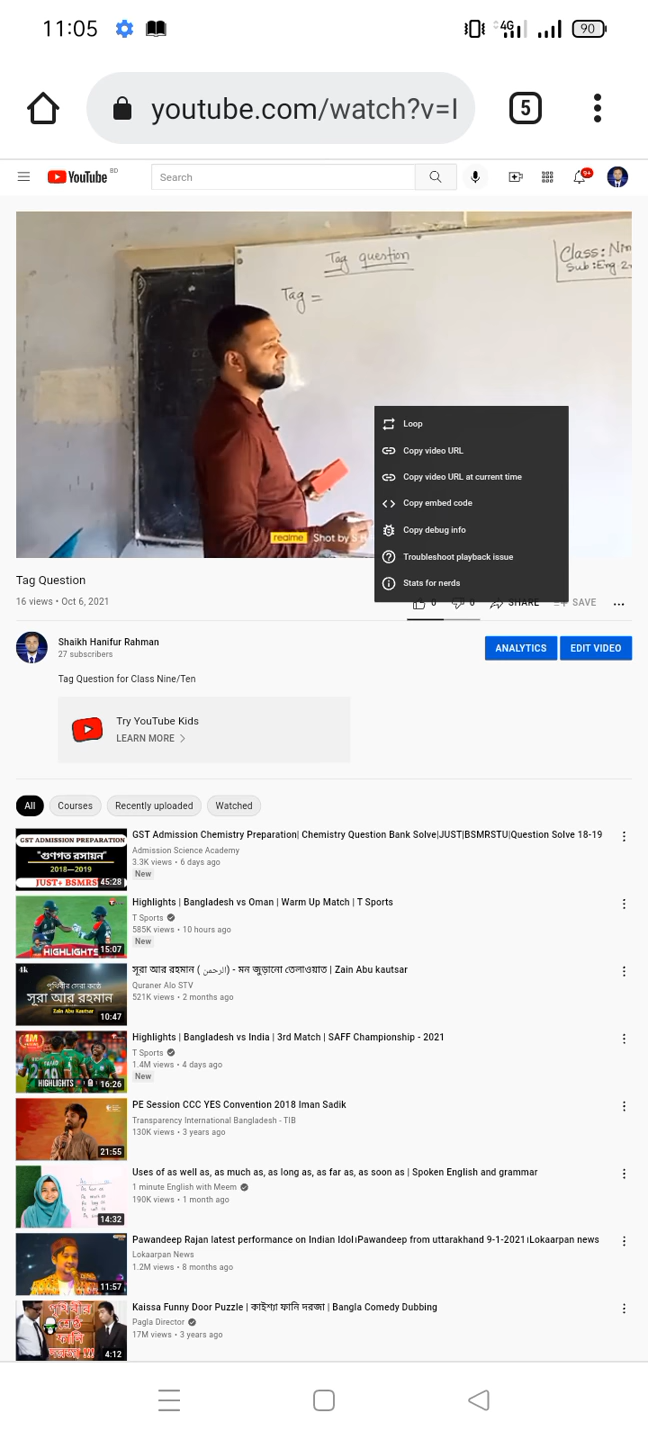 11:05
4G
90
youtube.com/watch?v=l
5
YouTube BD
Search
9+
Tag question
Class: Nin
Sub: Eng 2n
Tag =
Loop
Copy video URL
Copy video URL at current time
Copy embed code
Copy debug info
Troubleshoot playback issue
Stats for nerds
realme Shot by S
Tag Question
16 views • Oct 6, 2021
0 0 SHARE SAVE
Shaikh Hanifur Rahman
27 subscribers
ANALYTICS
EDIT VIDEO
Tag Question for Class Nine/Ten
Try YouTube Kids
LEARN MORE
All Courses Recently uploaded Watched
GST ADMISSION PREPARATION
"গুণগত রসায়ন"
2018—2019
JUST+ BSMRS
45:28
GST Admission Chemistry Preparation| Chemistry Question Bank Solve|JUST|BSMRSTU|Question Solve 18-19
Admission Science Academy
3.3K views • 6 days ago
New
HIGHLIGHTS
15:07
Highlights | Bangladesh vs Oman | Warm Up Match | T Sports
T Sports
585K views • 10 hours ago
New
4k
পৃথিবীর সেরা কণ্ঠে
সূরা আর রহমান
Zain Abu Kautsar
10:47
সূরা আর রহমান ( الرحمن ) - মন জুড়ানো তেলাওয়াত | Zain Abu kautsar
Quraner Alo STV
521K views • 2 months ago
1M
HIGHLIGHTS
16:26
Highlights | Bangladesh vs India | 3rd Match | SAFF Championship - 2021
T Sports
1.4M views • 4 days ago
New
21:55
PE Session CCC YES Convention 2018 Iman Sadik
Transparency International Bangladesh - TIB
130K views • 3 years ago
14:32
Uses of as well as, as much as, as long as, as far as, as soon as | Spoken English and grammar
1 minute English with Meem
190K views • 1 month ago
11:57
Pawandeep Rajan latest performance on Indian Idol।Pawandeep from uttarakhand 9-1-2021।Lokaarpan news
Lokaarpan News
1.2M views • 8 months ago
পৃথিবীর
শ্রেষ্ঠ
ফানি
দরজা !!!
4:12
Kaissa Funny Door Puzzle | কাইশ্যা ফানি দরজা | Bangla Comedy Dubbing
Pagla Director
17M views • 3 years ago